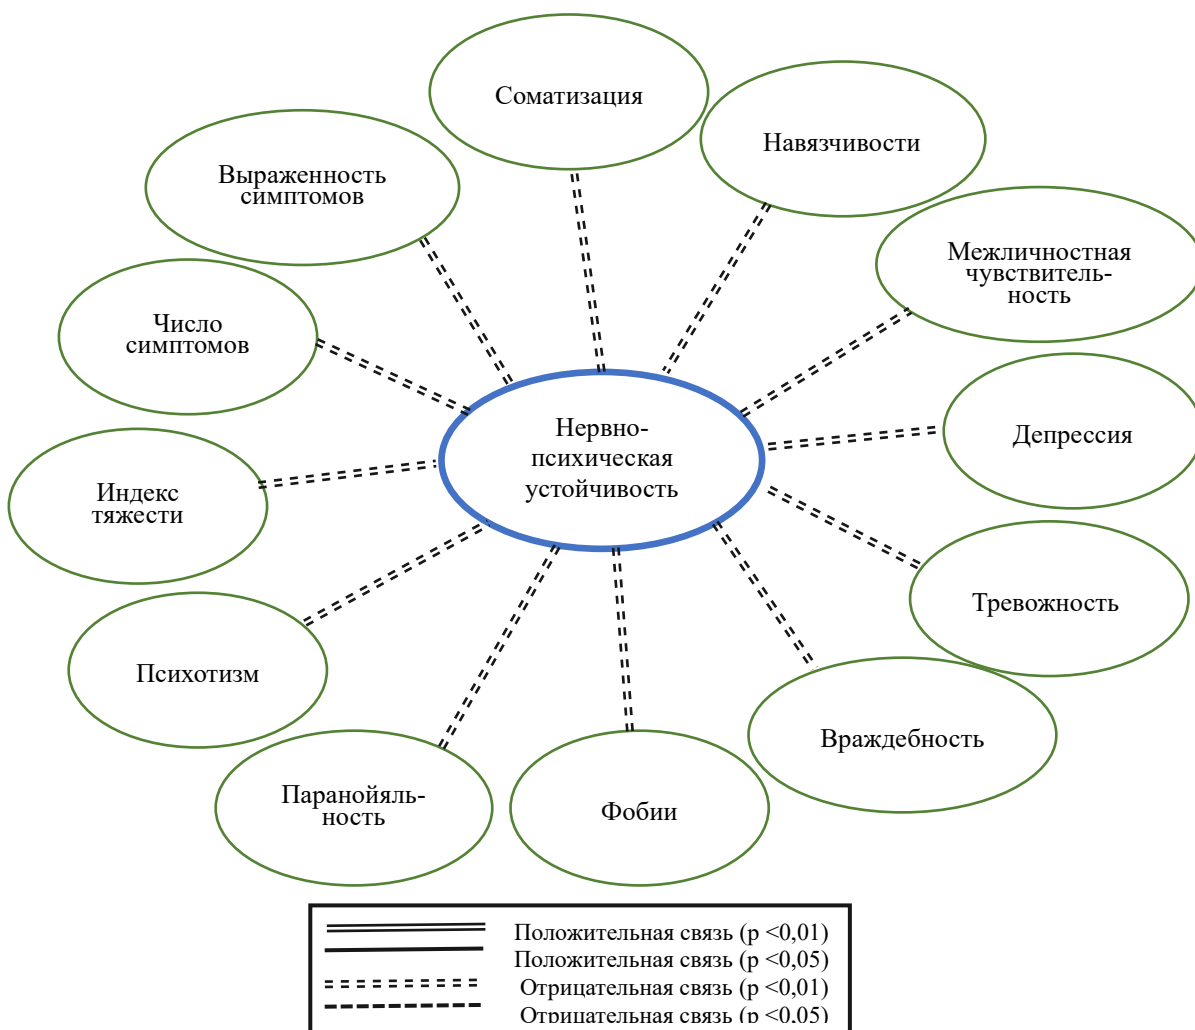 Соматизация
Навязчивости
Выраженность
симптомов
Межличностная
чувствитель-
ность
Число
симптомов
Нервно-
психическая
устойчивость
Депрессия
Индекс
тяжести
Тревожность
Психотизм
Враждебность
Паранойяль-
ность
Фобии
Положительная связь (p <0,01)
Положительная связь (p <0,05)
Отрицательная связь (p <0,01)
Отрицательная связь (p <0,05)